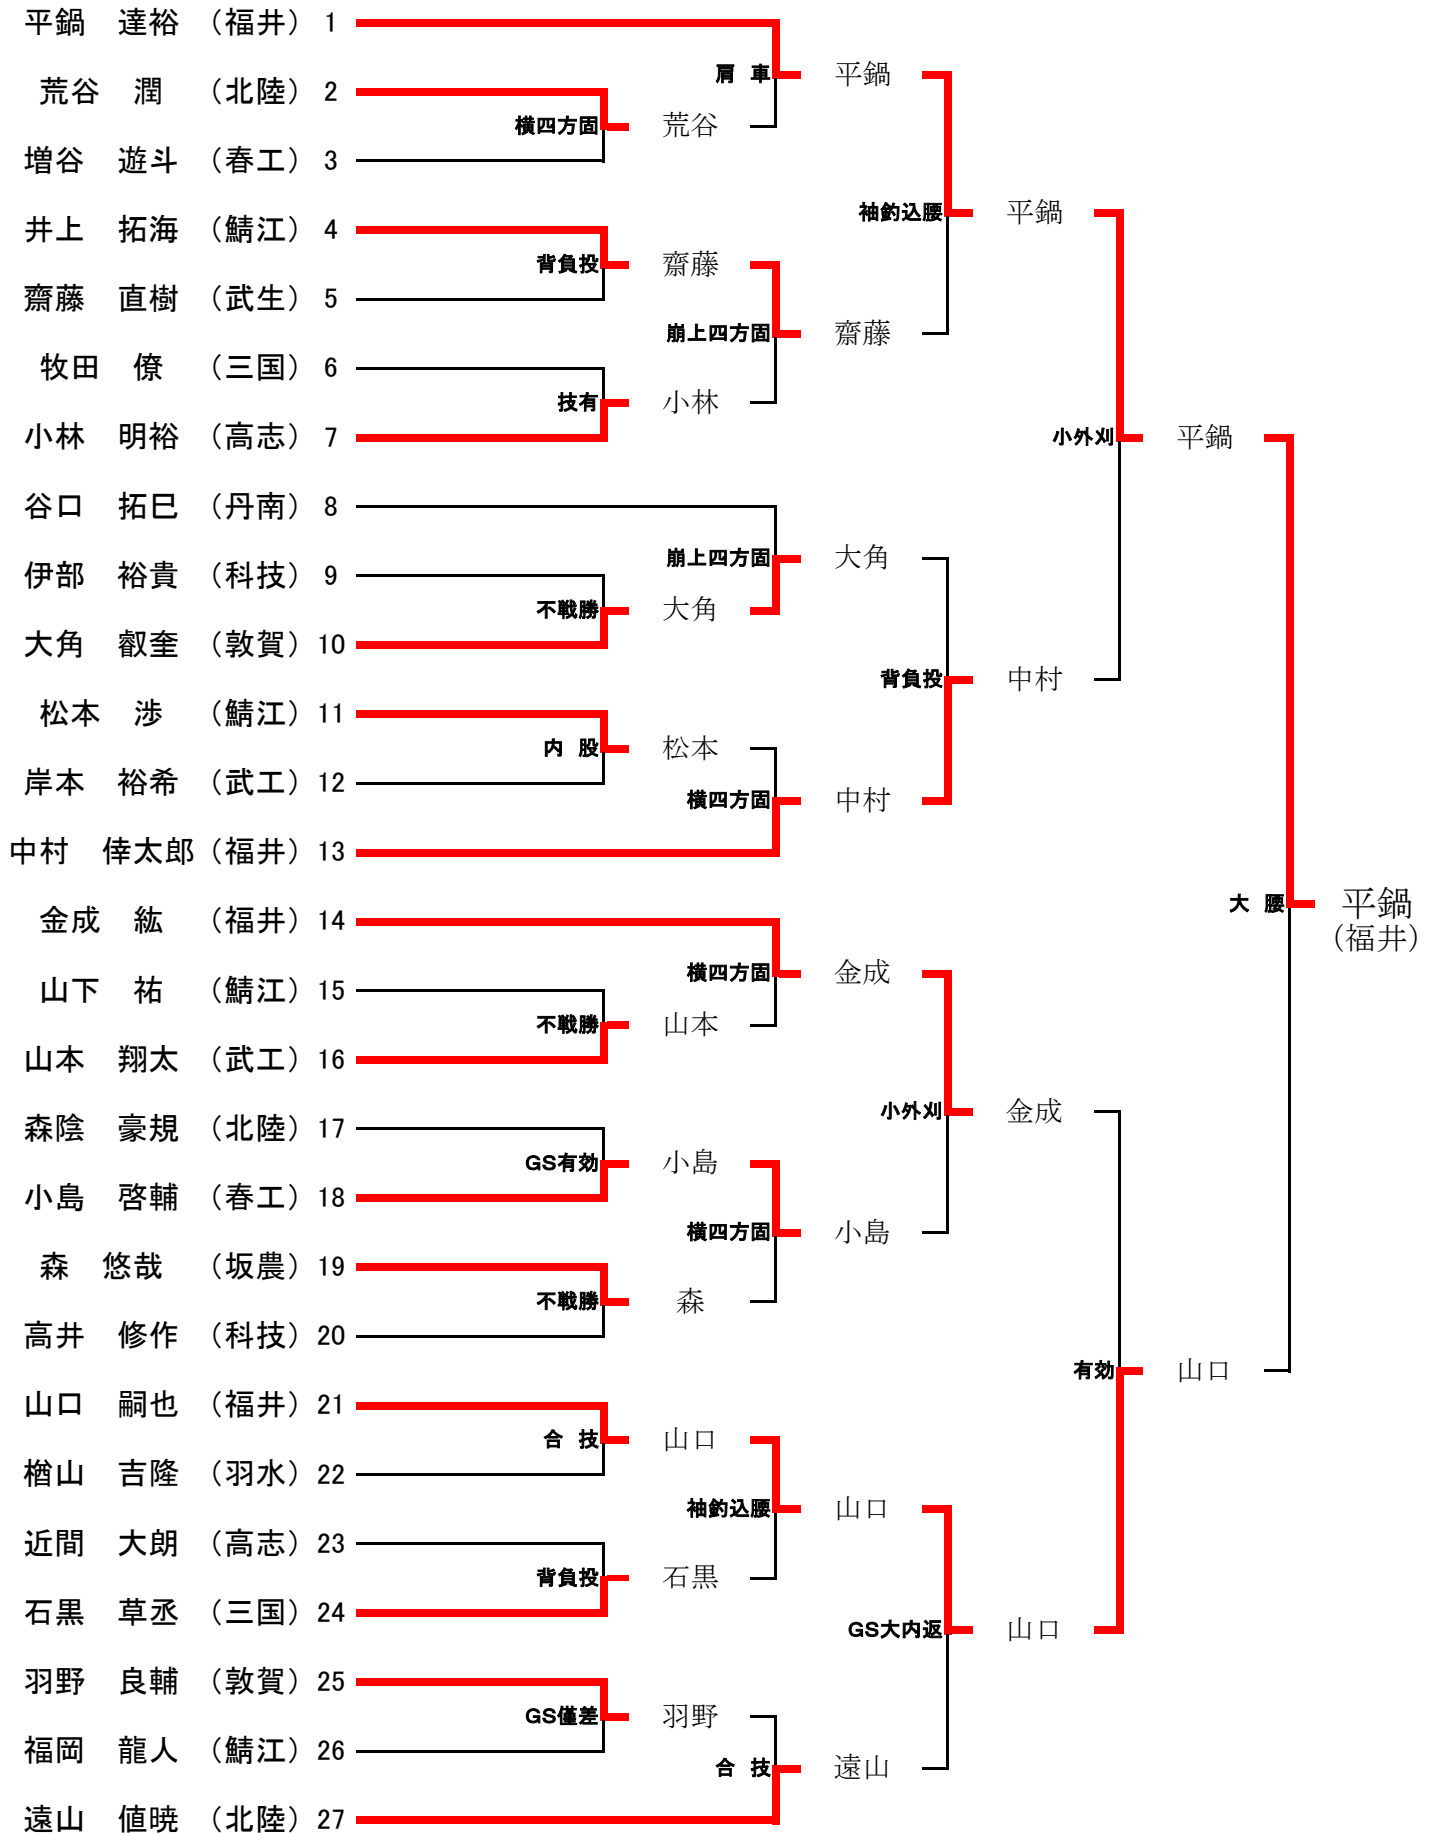 平鍋 達裕 (福井) 1
肩 車 平鍋
荒谷 潤 (北陸) 2
横四方固 荒谷
増谷 遊斗 (春工) 3
袖釣込腰 平鍋
井上 拓海 (鯖江) 4
背負投 齋藤
齋藤 直樹 (武生) 5
崩上四方固 齋藤
牧田 僚 (三国) 6
技有 小林
小林 明裕 (高志) 7
小外刈 平鍋
谷口 拓巳 (丹南) 8
崩上四方固 大角
伊部 裕貴 (科技) 9
不戦勝 大角
大角 叡奎 (敦賀) 10
背負投 中村
松本 渉 (鯖江) 11
内 股 松本
岸本 裕希 (武工) 12
横四方固 中村
中村 倖太郎 (福井) 13
大 腰 平鍋
(福井)
金成 紘 (福井) 14
横四方固 金成
山下 祐 (鯖江) 15
不戦勝 山本
山本 翔太 (武工) 16
小外刈 金成
森陰 豪規 (北陸) 17
GS有効 小島
小島 啓輔 (春工) 18
横四方固 小島
森 悠哉 (坂農) 19
不戦勝 森
高井 修作 (科技) 20
有効 山口
山口 嗣也 (福井) 21
合 技 山口
楢山 吉隆 (羽水) 22
袖釣込腰 山口
近間 大朗 (高志) 23
背負投 石黒
石黒 草丞 (三国) 24
GS大内返 山口
羽野 良輔 (敦賀) 25
GS僅差 羽野
福岡 龍人 (鯖江) 26
合 技 遠山
遠山 値暁 (北陸) 27